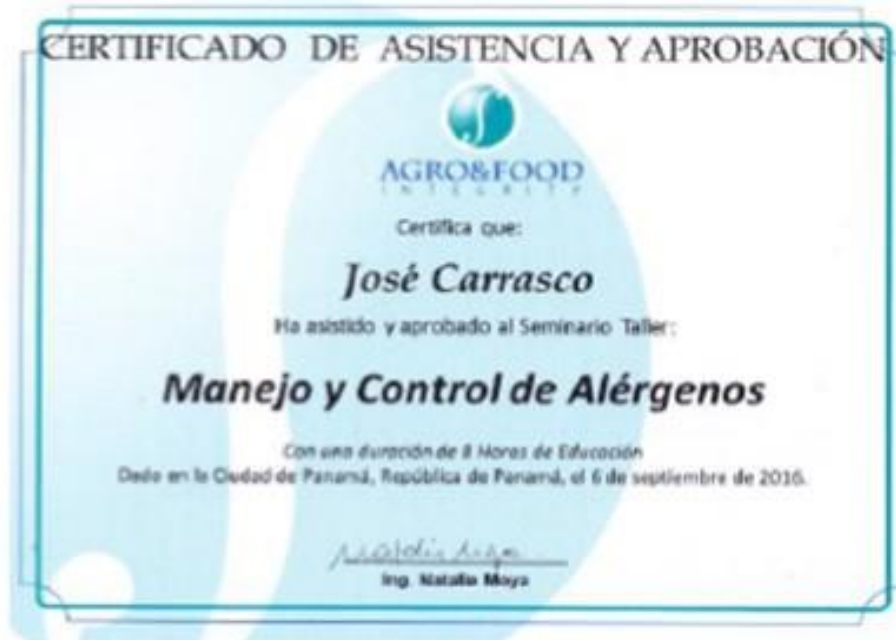 CERTIFICADO DE ASISTENCIA Y APROBACIÓN
AGRO&FOOD
INTEGRITY
Certifica que:
José Carrasco
Ha asistido y aprobado al Seminario Taller:
Manejo y Control de Alérgenos
Con una duración de 8 Horas de Educación
Dado en la Ciudad de Panamá, República de Panamá, el 6 de septiembre de 2016.
Ing. Natalia Moya